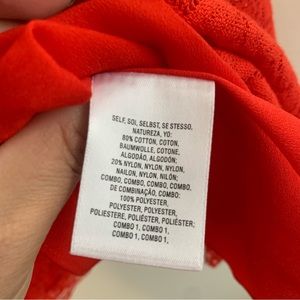 SELF, SOI, SELBST, SE STESSO,
NATUREZA, YO:
80% COTTON, COTON,
BAUMWOLLE, COTONE,
ALGODÃO, ALGODÓN;
20% NYLON, NYLON, NYLON,
NAILON, NYLON, NILÓN;
COMBO, COMBO, COMBO, COMBO
DE COMBINAÇÃO, COMBO:
100% POLYESTER,
POLYESTER, POLYESTER,
POLIESTERE, POLIÉSTER, POLIÉSTER;
COMBO 1, COMBO 1,
COMBO 1, COMBO 1,